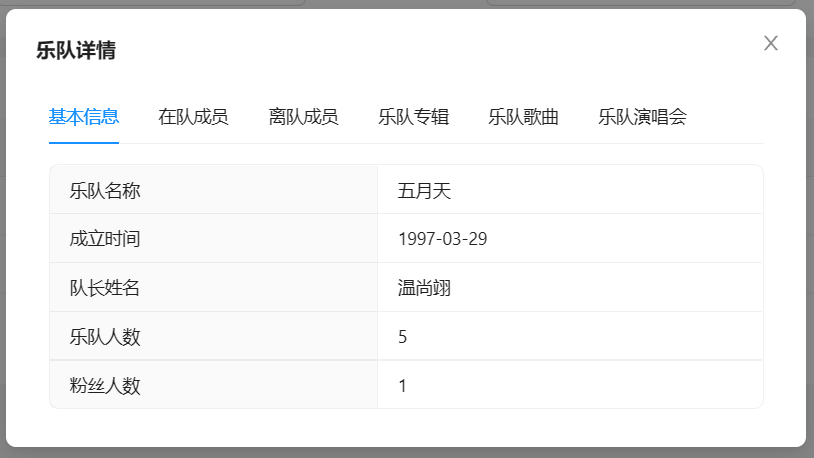 乐队详情
基本信息 在队成员 离队成员 乐队专辑 乐队歌曲 乐队演唱会
乐队名称 五月天
成立时间 1997-03-29
队长姓名 温尚翊
乐队人数 5
粉丝人数 1